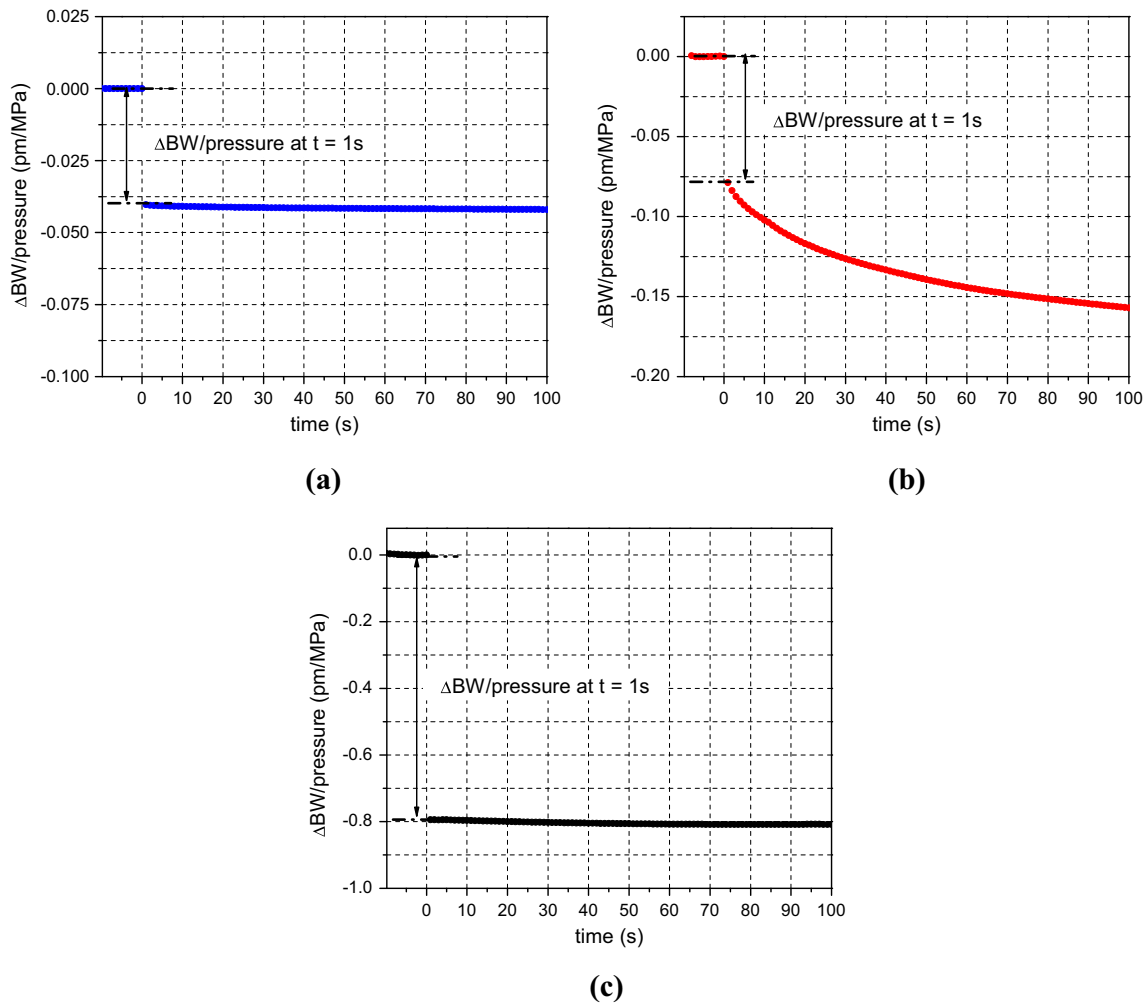 0.025
0.000
-0.025
-0.050
-0.075
-0.100
ΔBW/pressure (pm/MPa)
ΔBW/pressure at t = 1s
0 10 20 30 40 50 60 70 80 90 100
time (s)
(a)
0.00
-0.05
-0.10
-0.15
-0.20
ΔBW/pressure (pm/MPa)
ΔBW/pressure at t = 1s
0 10 20 30 40 50 60 70 80 90 100
time (s)
(b)
0.0
-0.2
-0.4
-0.6
-0.8
-1.0
ΔBW/pressure (pm/MPa)
ΔBW/pressure at t = 1s
0 10 20 30 40 50 60 70 80 90 100
time (s)
(c)